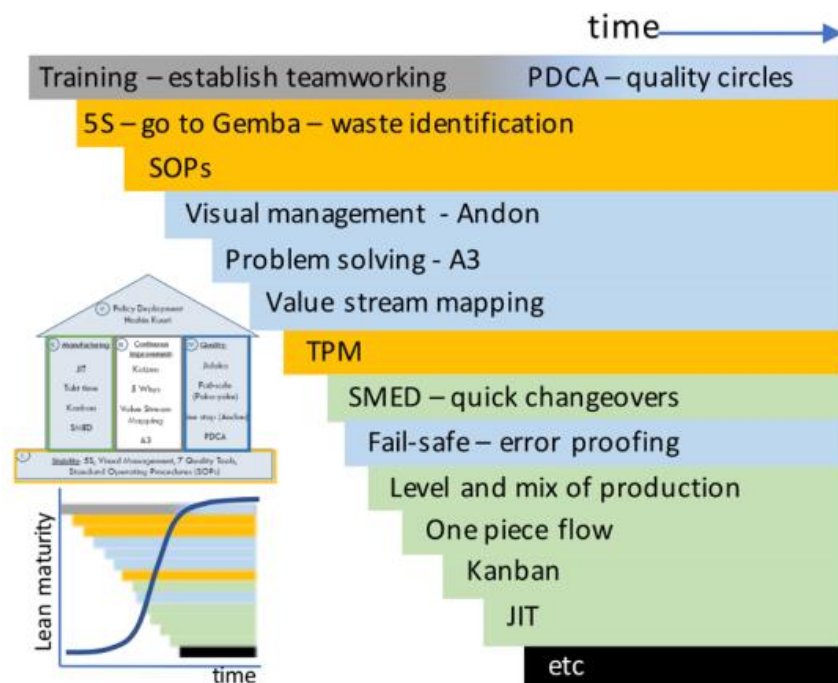 time
Training – establish teamworking PDCA – quality circles
5S – go to Gemba – waste identification
SOPs
Visual management - Andon
Problem solving - A3
Value stream mapping
TPM
SMED – quick changeovers
Fail-safe – error proofing
Level and mix of production
One piece flow
Kanban
JIT
etc
Policy Deployment
Hoshin Kanri
Manufacturing:
JIT
Takt time
Kanban
SMED
Continuous
Improvement:
Kaizen
5 Whys
Value Stream
Mapping
A3
Quality:
Jidoka
Fail-safe
(Poka-yoke)
stop (Andon)
PDCA
Stability: 5S, Visual Management, 7 Quality Tools,
Standard Operating Procedures (SOPs)
Lean maturity
time